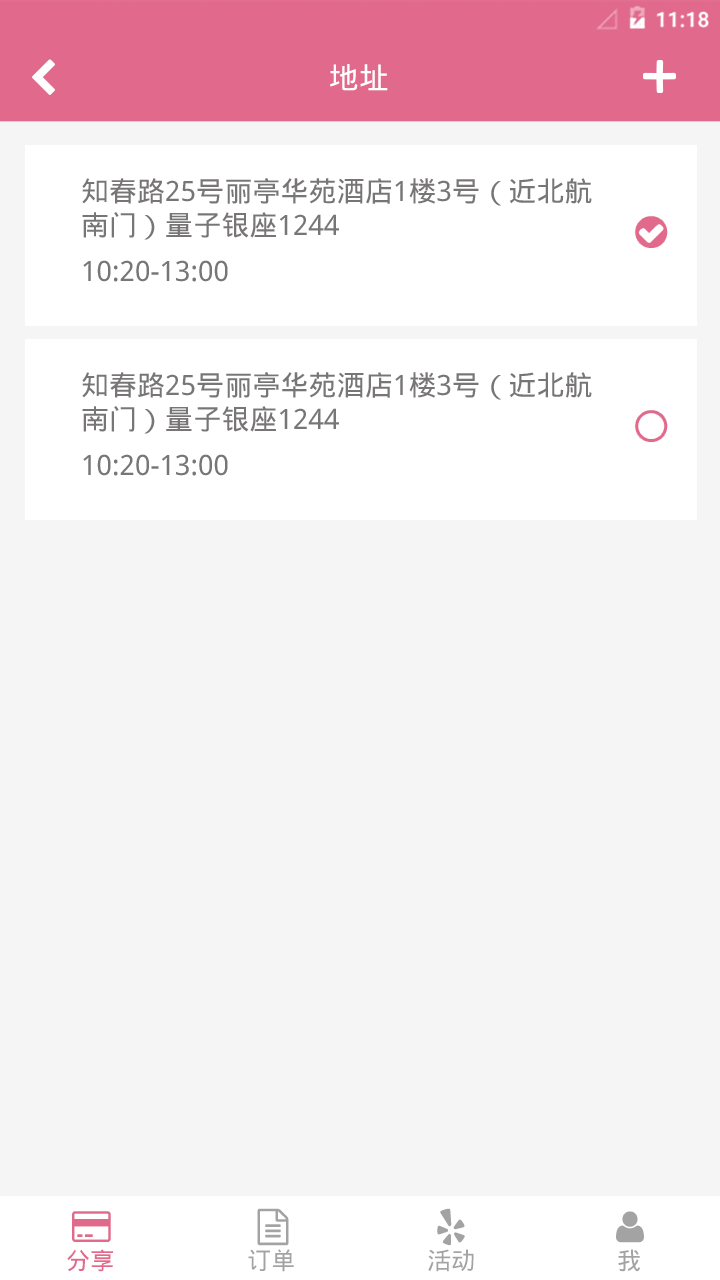 11:18
地址
知春路25号丽亭华苑酒店1楼3号（近北航
南门）量子银座1244
10:20-13:00
知春路25号丽亭华苑酒店1楼3号（近北航
南门）量子银座1244
10:20-13:00
分享
订单
活动
我